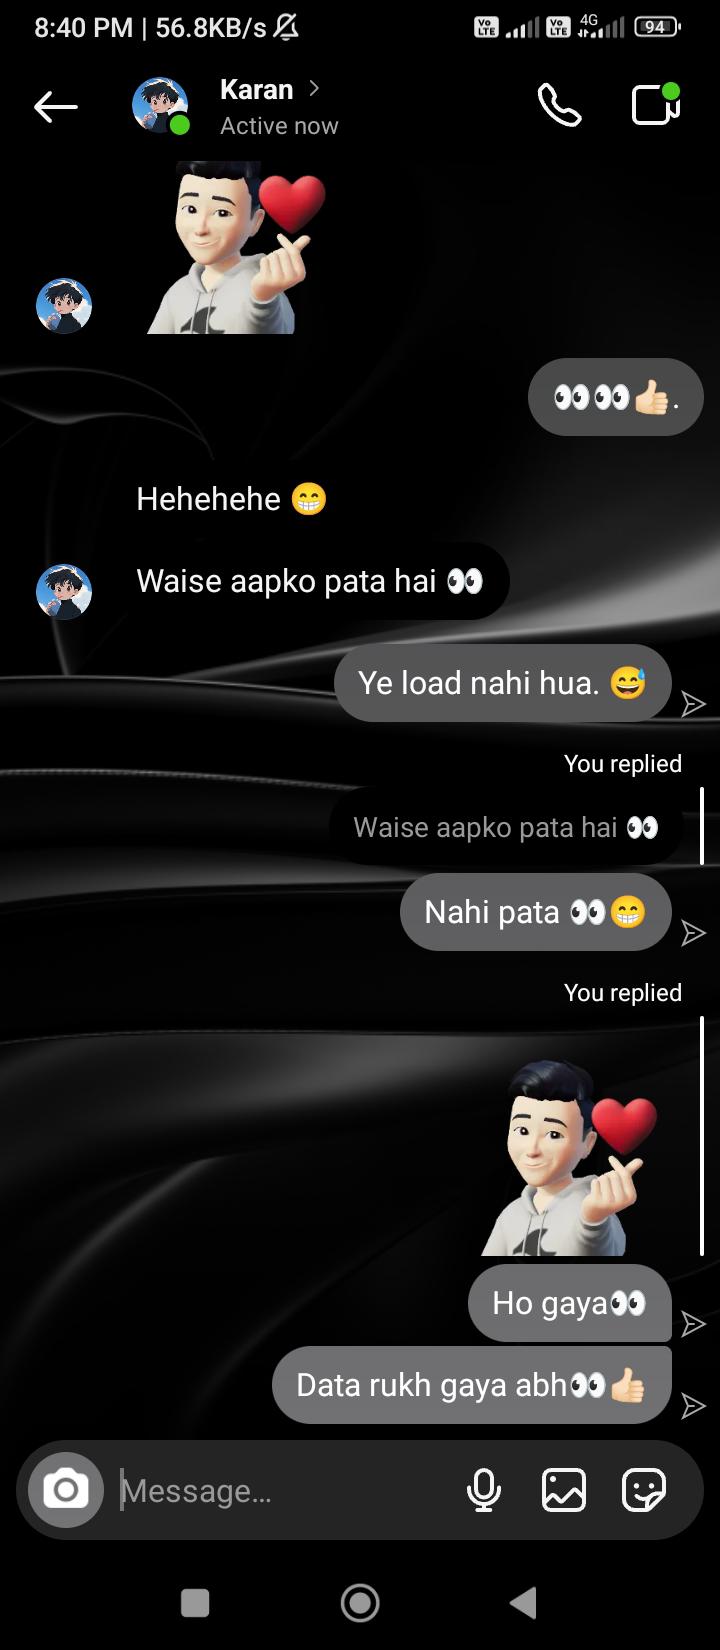 8:40 PM | 56.8KB/s
Vo LTE Vo LTE 4G 94
Karan
Active now
👀👀👍🏻.
Hehehehe 😁
Waise aapko pata hai 👀
Ye load nahi hua. 😅
You replied
Waise aapko pata hai 👀
Nahi pata 👀😁
You replied
Ho gaya👀
Data rukh gaya abh👀👍🏻
Message...